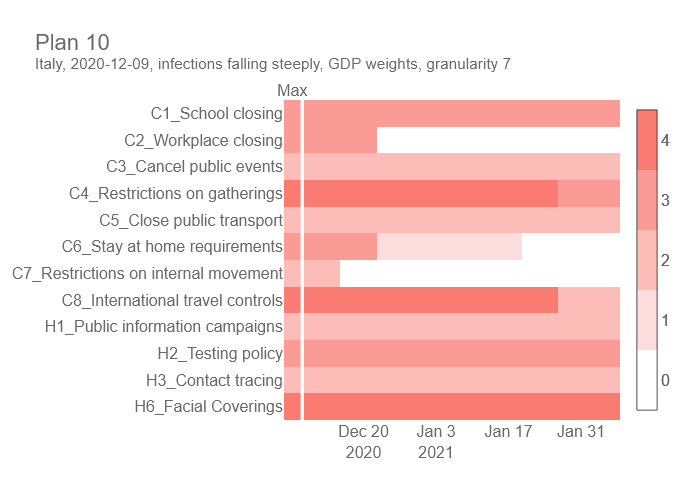 Plan 10
Italy, 2020-12-09, infections falling steeply, GDP weights, granularity 7
Max
C1_School closing
C2_Workplace closing
C3_Cancel public events
C4_Restrictions on gatherings
C5_Close public transport
C6_Stay at home requirements
C7_Restrictions on internal movement
C8_International travel controls
H1_Public information campaigns
H2_Testing policy
H3_Contact tracing
H6_Facial Coverings
Dec 20 Jan 3 Jan 17 Jan 31
2020 2021
4
3
2
1
0